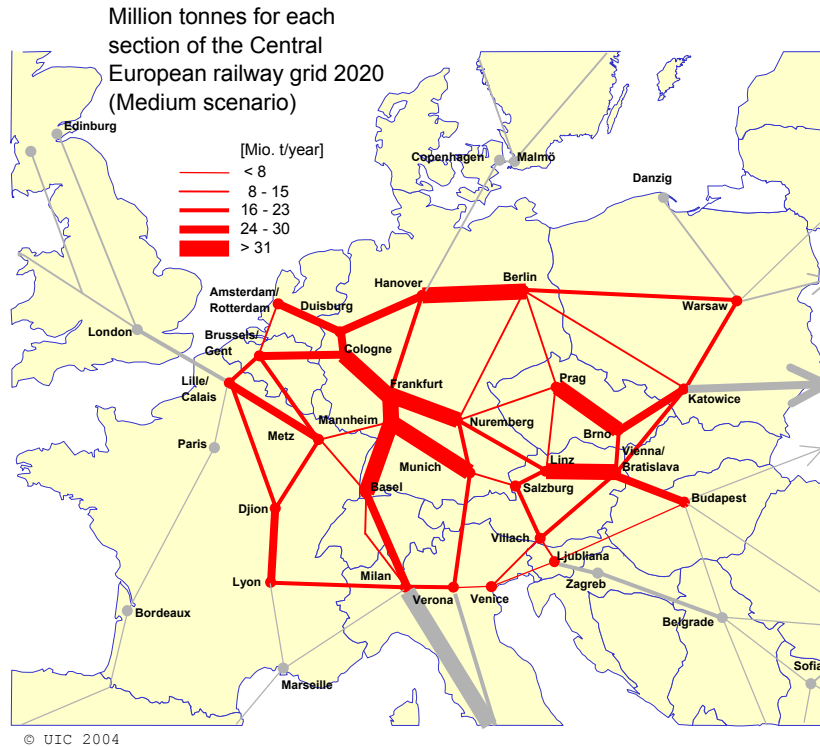 Million tonnes for each
section of the Central
European railway grid 2020
(Medium scenario)
[Mio. t/year]
< 8
8 - 15
16 - 23
24 - 30
> 31
Edinburgh
Copenhagen
Malmö
Danzig
Hanover
Berlin
Amsterdam/
Rotterdam
Duisburg
Warsaw
London
Brussels/
Gent
Cologne
Lille/
Calais
Frankfurt
Prag
Katowice
Mannheim
Nuremberg
Paris
Metz
Brno
Munich
Linz
Vienna/
Bratislava
Basel
Salzburg
Budapest
Djion
Villach
Ljubliana
Lyon
Milan
Zagreb
Verona
Venice
Bordeaux
Belgrade
Sofia
Marseille
© UIC 2004